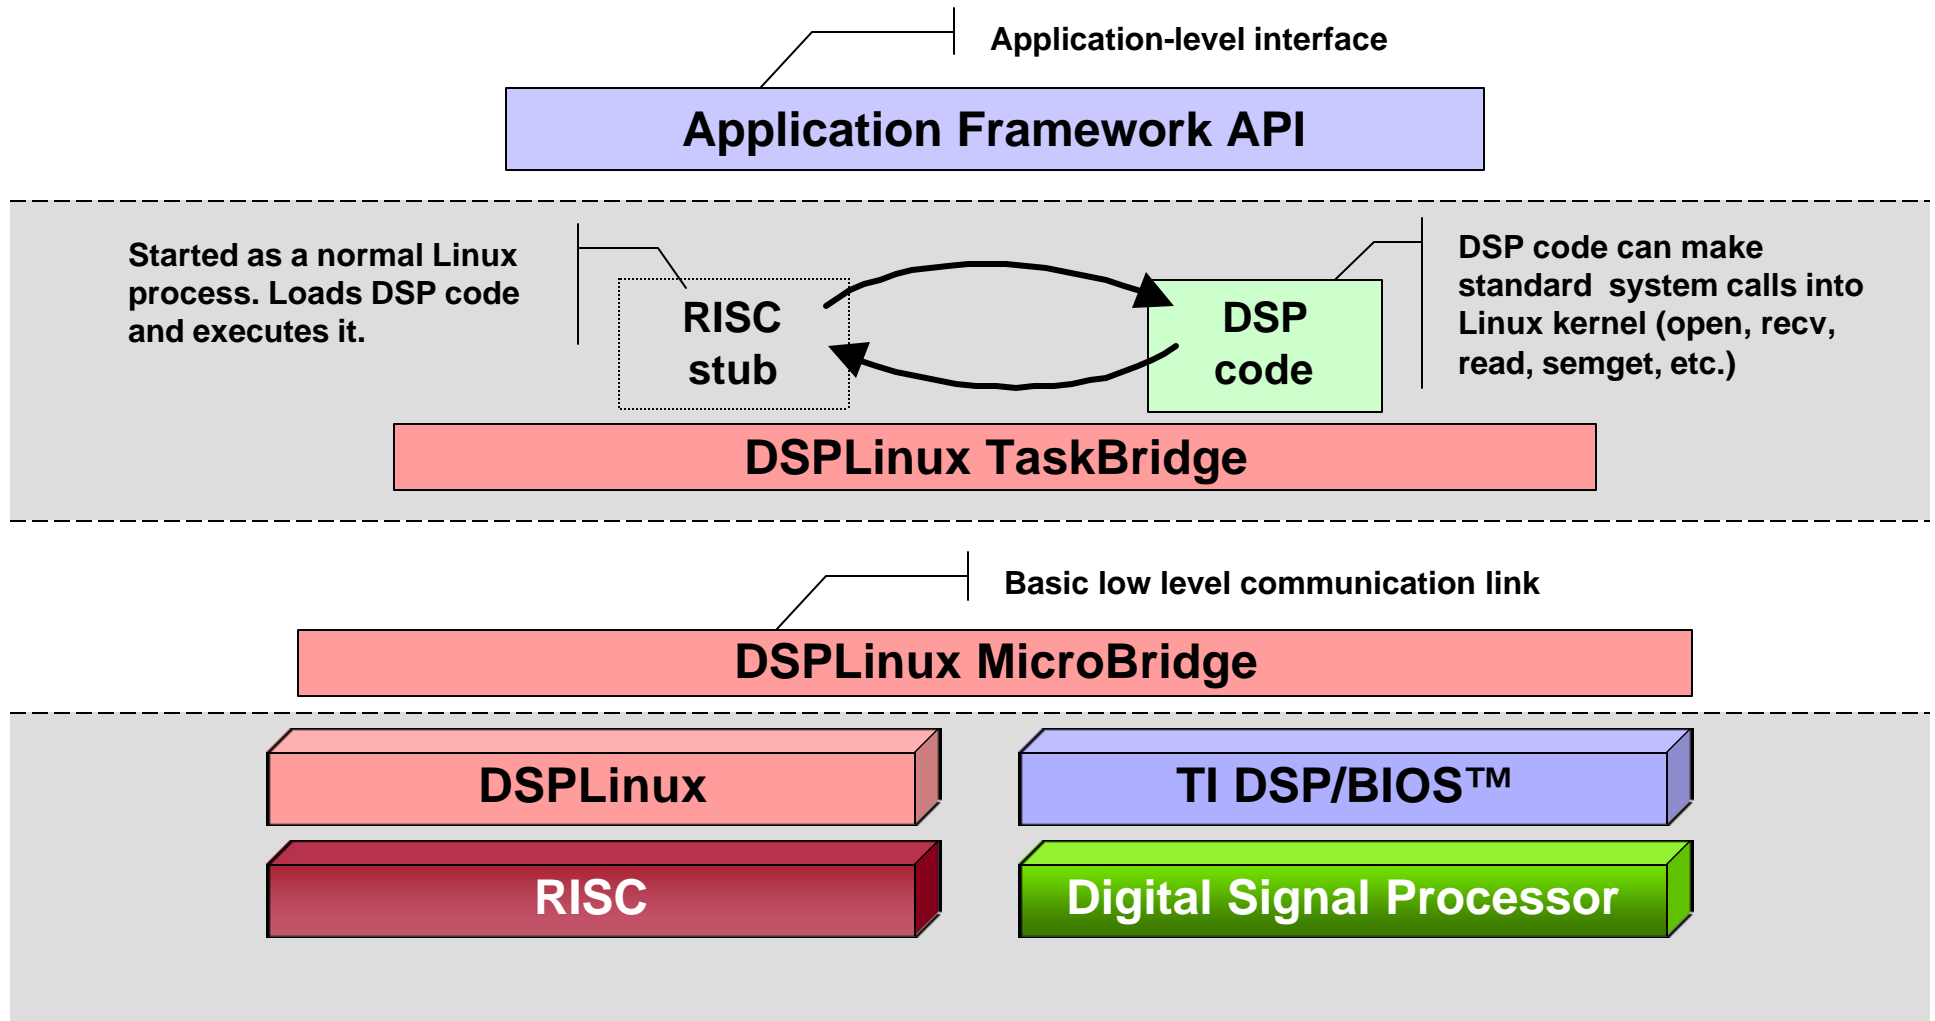 Application-level interface
Application Framework API
Started as a normal Linux
process. Loads DSP code
and executes it.
RISC
stub
DSP
code
DSP code can make
standard  system calls into
Linux kernel (open, recv,
read, semget, etc.)
DSPLinux TaskBridge
Basic low level communication link
DSPLinux MicroBridge
DSPLinux
TI DSP/BIOS™
RISC
Digital Signal Processor